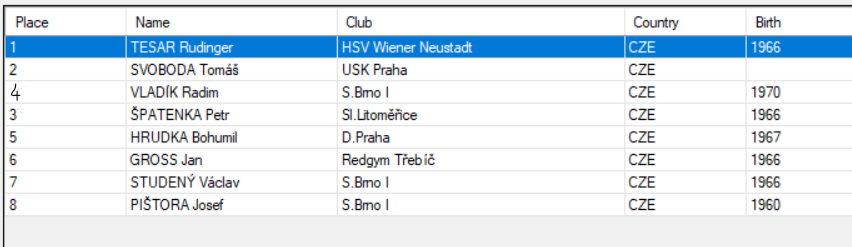 Place Name Club Country Birth
1 TESAR Rudinger HSV Wiener Neustadt CZE 1966
2 SVOBODA Tomáš USK Praha CZE
4 VLADÍK Radim S.Brno I CZE 1970
3 ŠPATENKA Petr Sl.Litoměřice CZE 1966
5 HRUDKA Bohumil D.Praha CZE 1967
6 GROSS Jan Redgym Třebíč CZE 1966
7 STUDENÝ Václav S.Brno I CZE 1966
8 PIŠTORA Josef S.Brno I CZE 1960